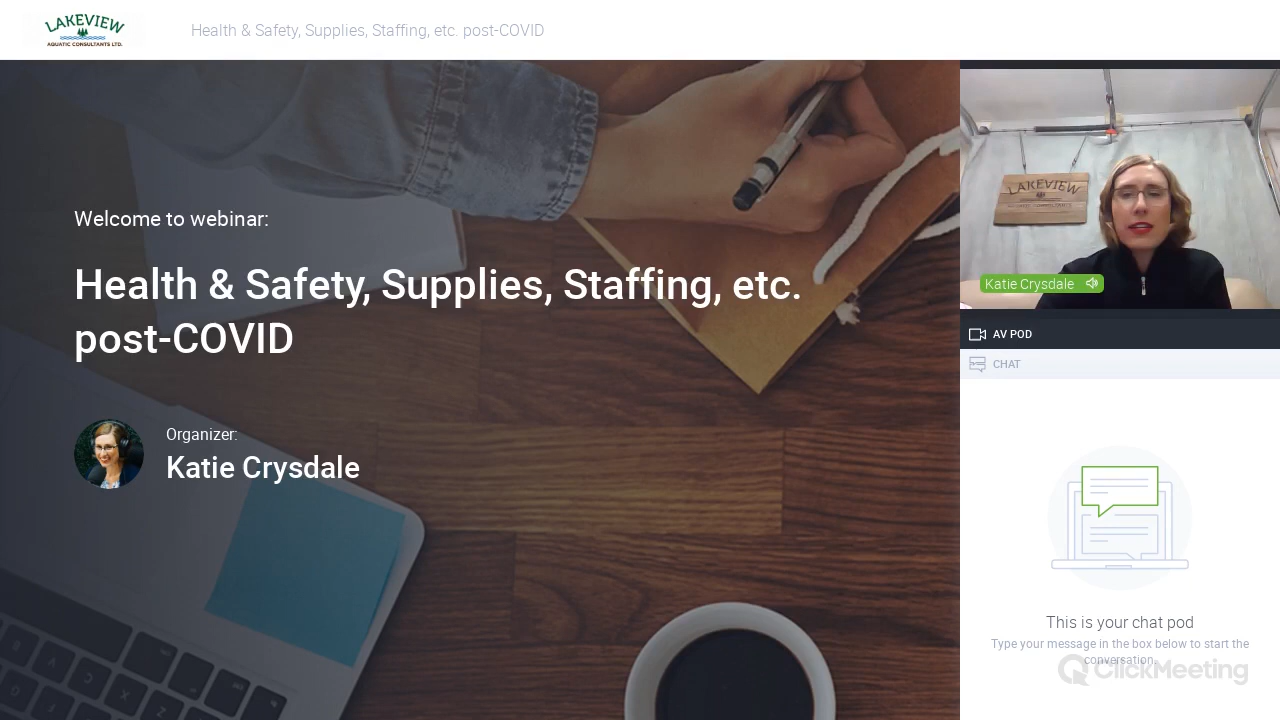 LAKEVIEW
AQUATIC CONSULTANTS LTD.
Health & Safety, Supplies, Staffing, etc. post-COVID
Welcome to webinar:
Health & Safety, Supplies, Staffing, etc.
post-COVID
Organizer:
Katie Crysdale
LAKEVIEW
Katie Crysdale
AV POD
CHAT
This is your chat pod
Type your message in the box below to start the
conversation.
ClickMeeting